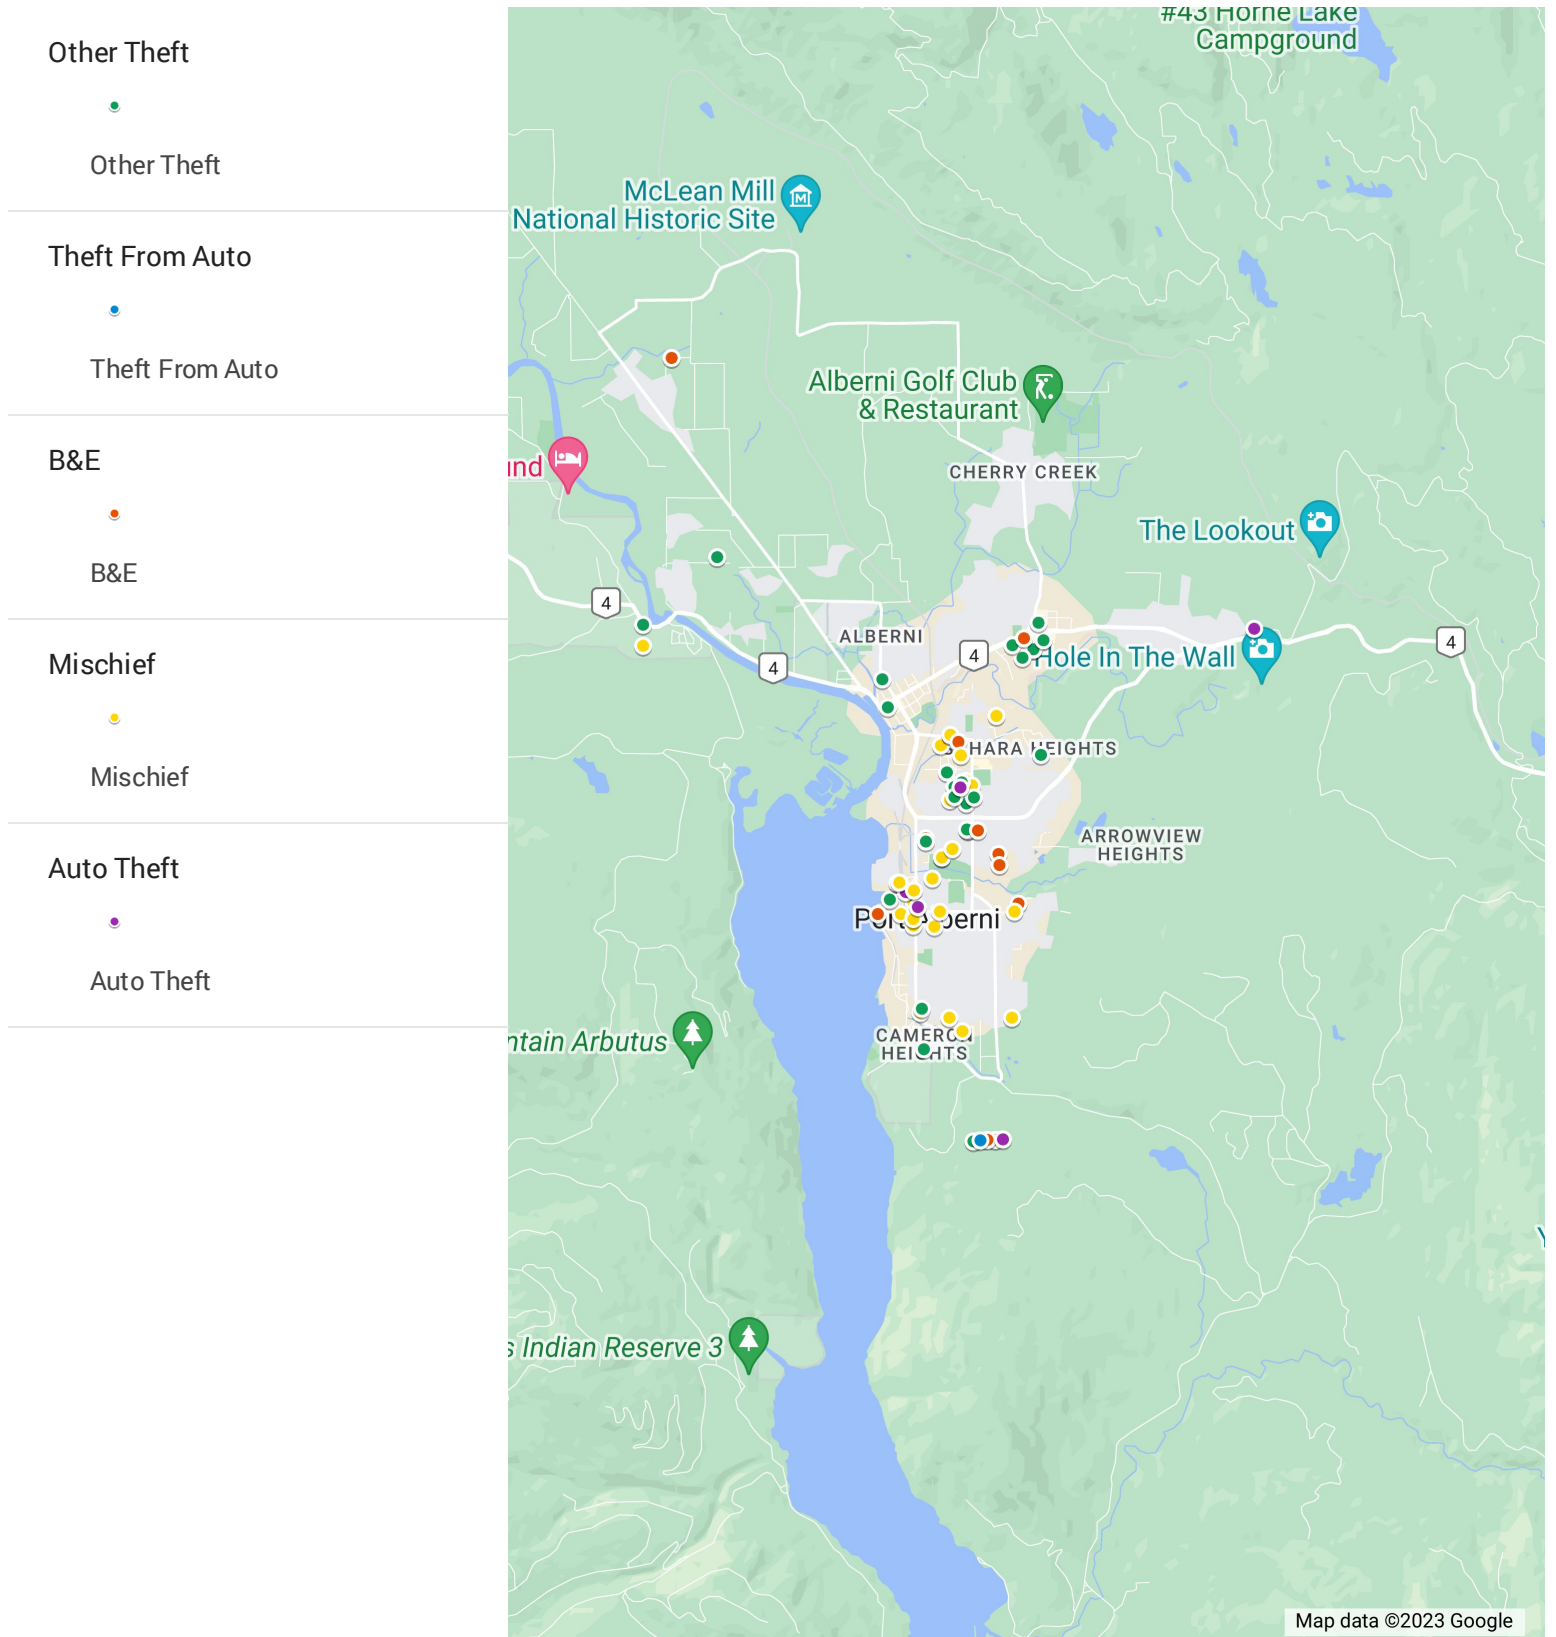 Other Theft
Other Theft
Theft From Auto
Theft From Auto
B&E
B&E
Mischief
Mischief
Auto Theft
Auto Theft
#43 Horne Lake
Campground
McLean Mill
National Historic Site
Alberni Golf Club
& Restaurant
CHERRY CREEK
The Lookout
4
ALBERNI
4
4
4
Hole In The Wall
HARA HEIGHTS
ARROWVIEW
HEIGHTS
Port Alberni
CAMERON
HEIGHTS
ntain Arbutus
s Indian Reserve 3
Map data ©2023 Google